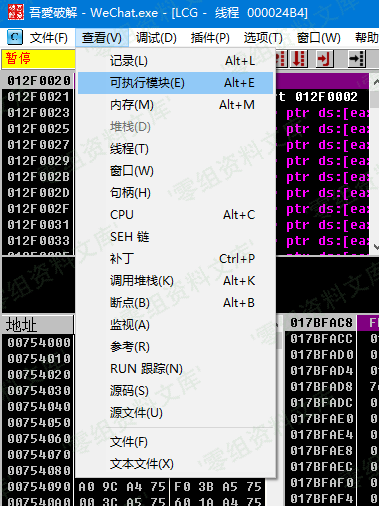 吾爱破解 - WeChat.exe - [LCG - 线程 000024B4]
C 文件(F) 查看(V) 调试(D) 插件(P) 选项(T) 窗口(W)
暂停
记录(L) Alt+L
可执行模块(E) Alt+E
内存(M) Alt+M
堆栈(D)
线程(T)
窗口(W)
句柄(H)
CPU Alt+C
SEH 链
补丁 Ctrl+P
调用堆栈(K) Alt+K
断点(B) Alt+B
监视(A)
参考(R)
RUN 跟踪(N)
源码(S)
源文件(U)
文件(F)
文本文件(X)
012F0020
012F0021 rt 012F0002
012F0023 ptr ds:[eax
012F0025 ptr ds:[eax
012F0027 ptr ds:[eax
012F0029 ptr ds:[eax
012F002B ptr ds:[eax
012F002D ptr ds:[eax
012F002F ptr ds:[eax
012F0031 ptr ds:[eax
012F0033 ptr ds:[eax
地址
00754000
00754010
00754020
00754030
00754040
00754050
00754060
00754070
00754080
00754090 A0 9C A4 75 F0 3B A5 75
007540A0 00 3C A5 75 60 1A A4 75
017BFAC8
017BFACC
017BFAD0
017BFAD4
017BFAD8
017BFADC
017BFAE0
017BFAE4
017BFAE8
017BFAEC
017BFAF0
017BFAF4
零组资料文库